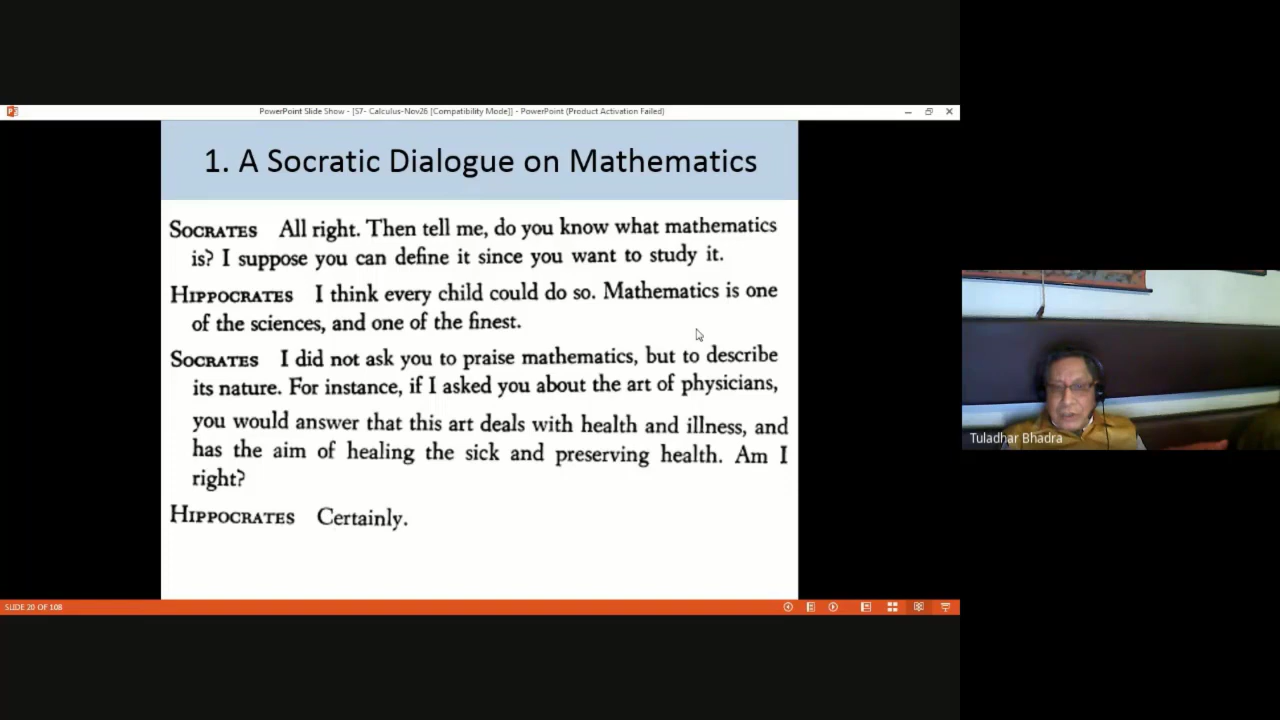 PowerPoint Slide Show - [S7- Calculus-Nov26 [Compatibility Mode]] - PowerPoint (Product Activation Failed)
1. A Socratic Dialogue on Mathematics
SOCRATES All right. Then tell me, do you know what mathematics
is? I suppose you can define it since you want to study it.
HIPPOCRATES I think every child could do so. Mathematics is one
of the sciences, and one of the finest.
SOCRATES I did not ask you to praise mathematics, but to describe
its nature. For instance, if I asked you about the art of physicians,
you would answer that this art deals with health and illness, and
has the aim of healing the sick and preserving health. Am I
right?
HIPPOCRATES Certainly.
SLIDE 20 OF 108
Tuladhar Bhadra